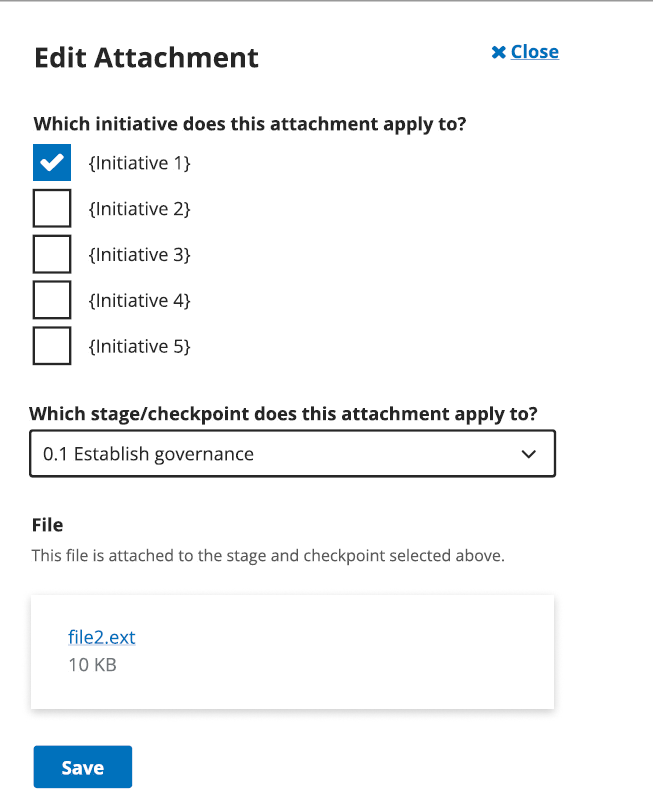 Edit Attachment
Close
Which initiative does this attachment apply to?
{Initiative 1}
{Initiative 2}
{Initiative 3}
{Initiative 4}
{Initiative 5}
Which stage/checkpoint does this attachment apply to?
0.1 Establish governance
File
This file is attached to the stage and checkpoint selected above.
file2.ext
10 KB
Save